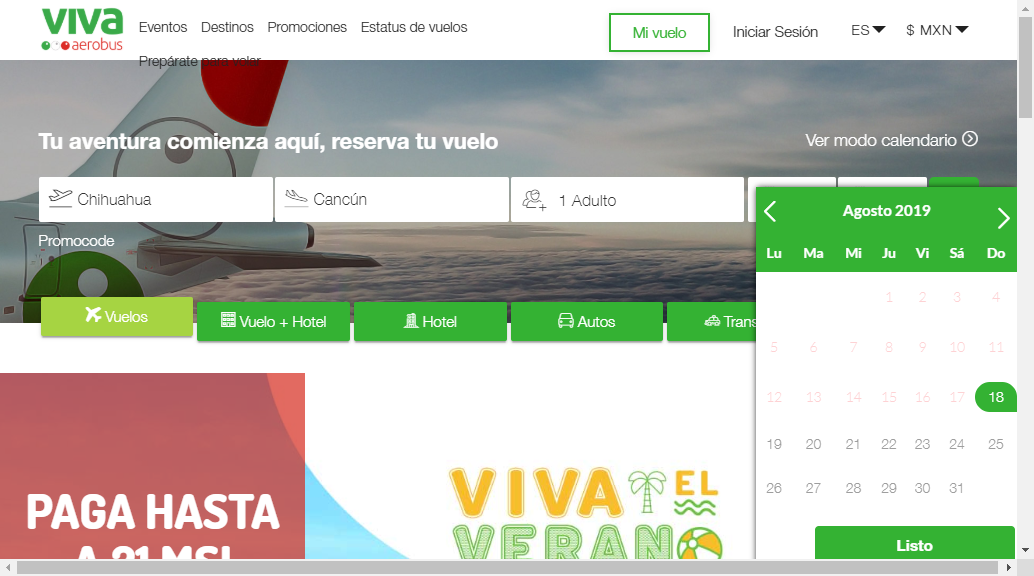 viva
aerobus
Eventos Destinos Promociones Estatus de vuelos
Prepárate para volar
Mi vuelo
Iniciar Sesión
ES
$ MXN
Tu aventura comienza aquí, reserva tu vuelo
Ver modo calendario
Chihuahua
Cancún
1 Adulto
Promocode
Vuelos
Vuelo + Hotel
Hotel
Autos
Trans
Agosto 2019
Lu Ma Mi Ju Vi Sá Do
1 2 3 4
5 6 7 8 9 10 11
12 13 14 15 16 17 18
19 20 21 22 23 24 25
26 27 28 29 30 31
Listo
PAGA HASTA
A 21 MSI
VIVA EL
VERANO